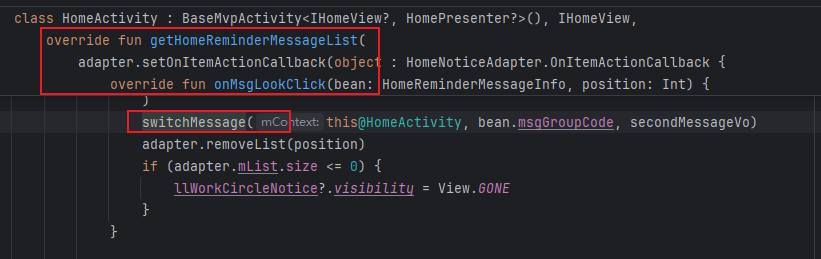 class HomeActivity : BaseMvpActivity<IHomeView?, HomePresenter?>(), IHomeView,
override fun getHomeReminderMessageList(
adapter.setOnItemActionCallback(object : HomeNoticeAdapter.OnItemActionCallback {
override fun onMsgLookClick(bean: HomeReminderMessageInfo, position: Int) {
)
switchMessage( mContext: this@HomeActivity, bean.msgGroupCode, secondMessageVo)
adapter.removeList(position)
if (adapter.mList.size <= 0) {
llWorkCircleNotice?.visibility = View.GONE
}
}